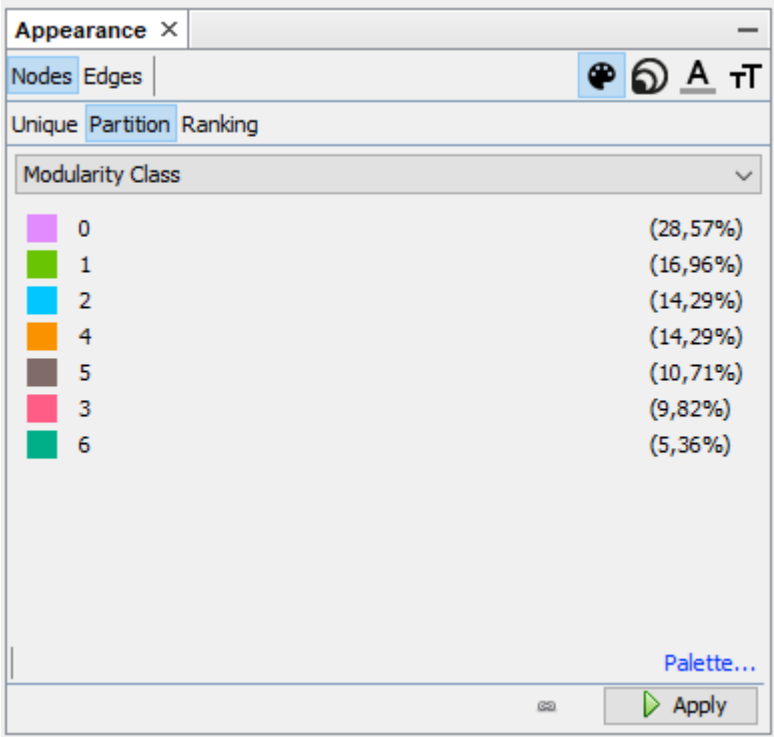 Appearance ×
Nodes Edges A TT
Unique Partition Ranking
Modularity Class
0 (28,57%)
1 (16,96%)
2 (14,29%)
4 (14,29%)
5 (10,71%)
3 (9,82%)
6 (5,36%)
Palette...
Apply